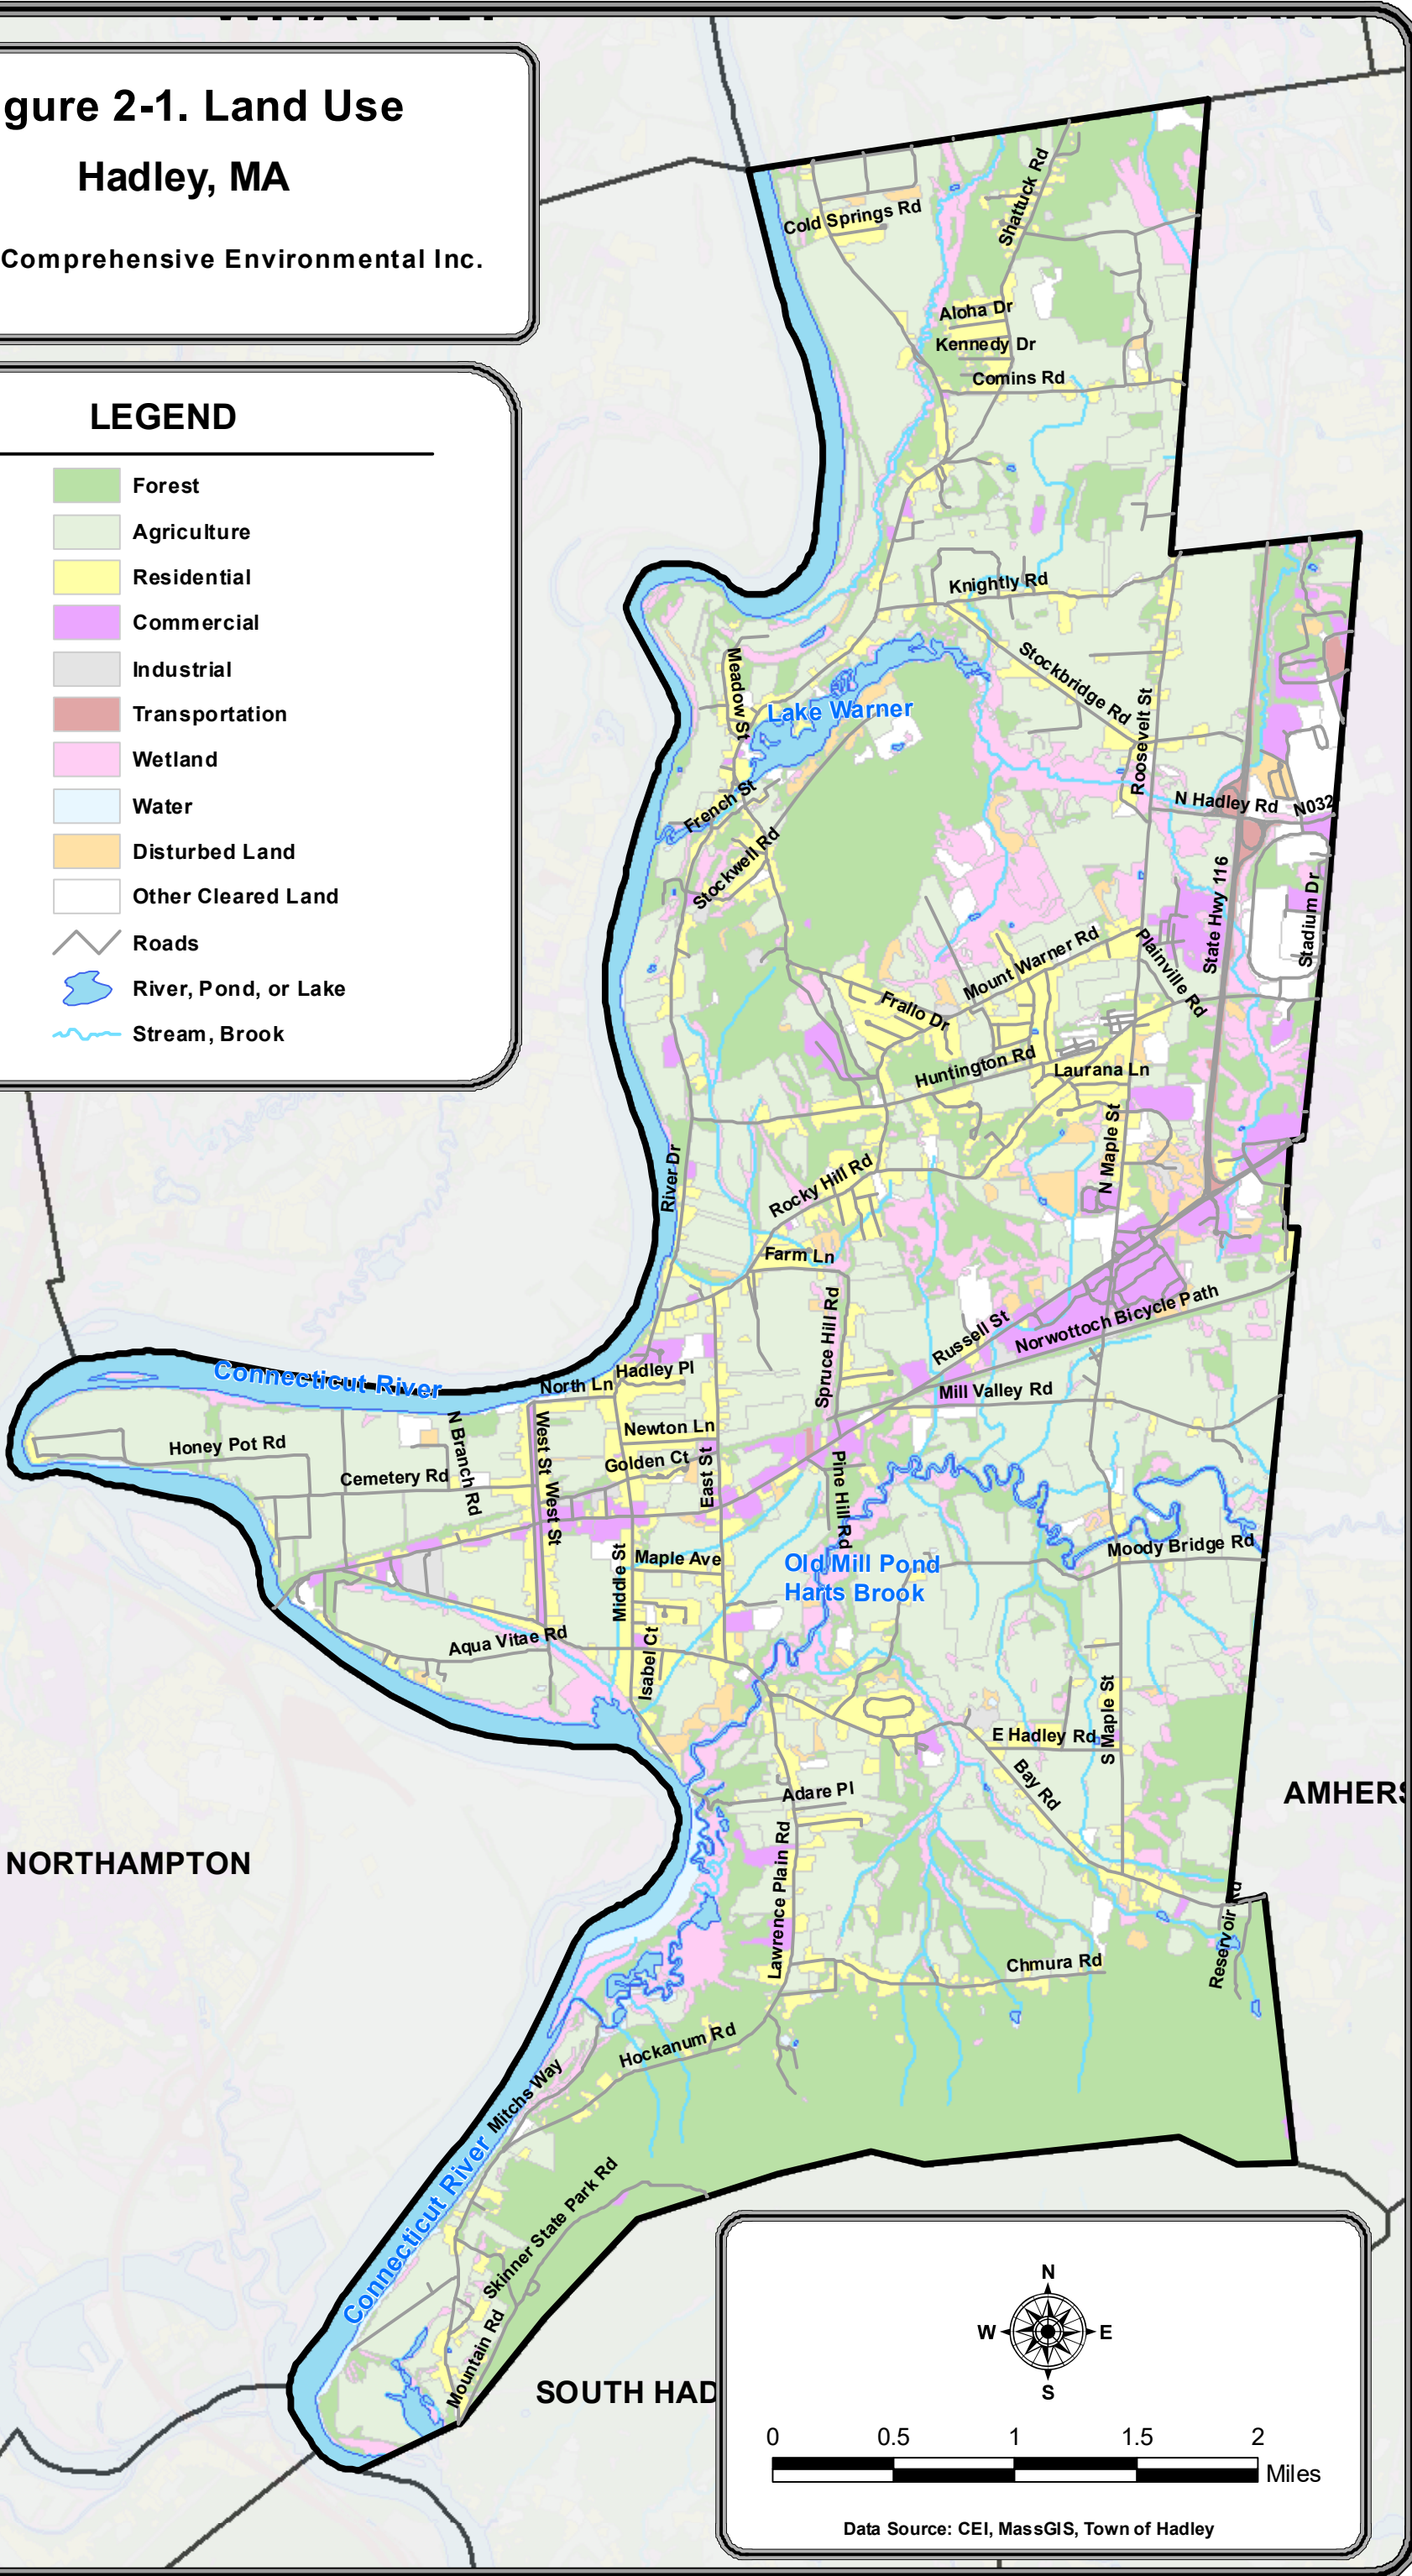 gure 2-1. Land Use
Hadley, MA
Comprehensive Environmental Inc.
LEGEND
Forest
Agriculture
Residential
Commercial
Industrial
Transportation
Wetland
Water
Disturbed Land
Other Cleared Land
Roads
River, Pond, or Lake
Stream, Brook
Shattuck Rd
Cold Springs Rd
Aloha Dr
Kennedy Dr
Comins Rd
Knightly Rd
Stockbridge Rd
Meadow St
Lake Warner
Roosevelt St
French St
N Hadley Rd
N032
Stockwell Rd
State Hwy 116
Stadium Dr
Mount Warner Rd
Plainville Rd
Frallo Dr
Huntington Rd
Laurana Ln
N Maple St
River Dr
Rocky Hill Rd
Farm Ln
Spruce Hill Rd
Russell St
Norwottoch Bicycle Path
Connecticut River
Hadley Pl
North Ln
Mill Valley Rd
Honey Pot Rd
N Branch Rd
West St
Newton Ln
Cemetery Rd
Golden Ct
East St
West St
Pine Hill Rd
Moody Bridge Rd
Maple Ave
Middle St
Old Mill Pond
Harts Brook
Aqua Vitae Rd
Isabel Ct
E Hadley Rd
S Maple St
Bay Rd
Adare Pl
AMHERS
NORTHAMPTON
Lawrence Plain Rd
Chmura Rd
Reservoir Rd
Hockanum Rd
Mitchs Way
Connecticut River
Skinner State Park Rd
Mountain Rd
SOUTH HAD
N
W
E
S
0 0.5 1 1.5 2
Miles
Data Source: CEI, MassGIS, Town of Hadley